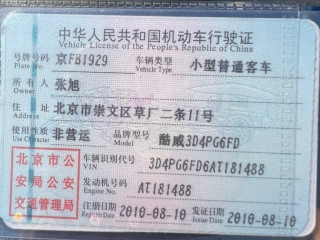 中华人民共和国机动车行驶证
Vehicle License of the People's Republic of China
号牌号码 京FB1929 车辆类型 小型普通客车
Plate No. Vehicle Type
所有人 张旭
Owner
住址 北京市崇文区草厂二条11号
Address
使用性质 非营运 品牌型号 酷威3D4PG6FD
Use Character Model
北京市公安局公安交通管理局
车辆识别代号 3D4PG6FD6AT181488
VIN
发动机号码 AT181488
Engine No.
注册日期 2010-08-10 发证日期 2010-08-10
Register Date Issue Date